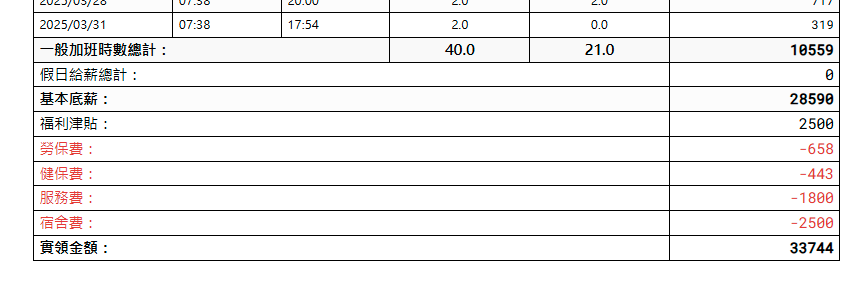 2025/03/28 07:38 20:00 2.0 2.0 717
2025/03/31 07:38 17:54 2.0 0.0 319
一般加班時數總計： 40.0 21.0 10559
假日給薪總計： 0
基本底薪： 28590
福利津貼： 2500
勞保費： -658
健保費： -443
服務費： -1800
宿舍費： -2500
實領金額： 33744